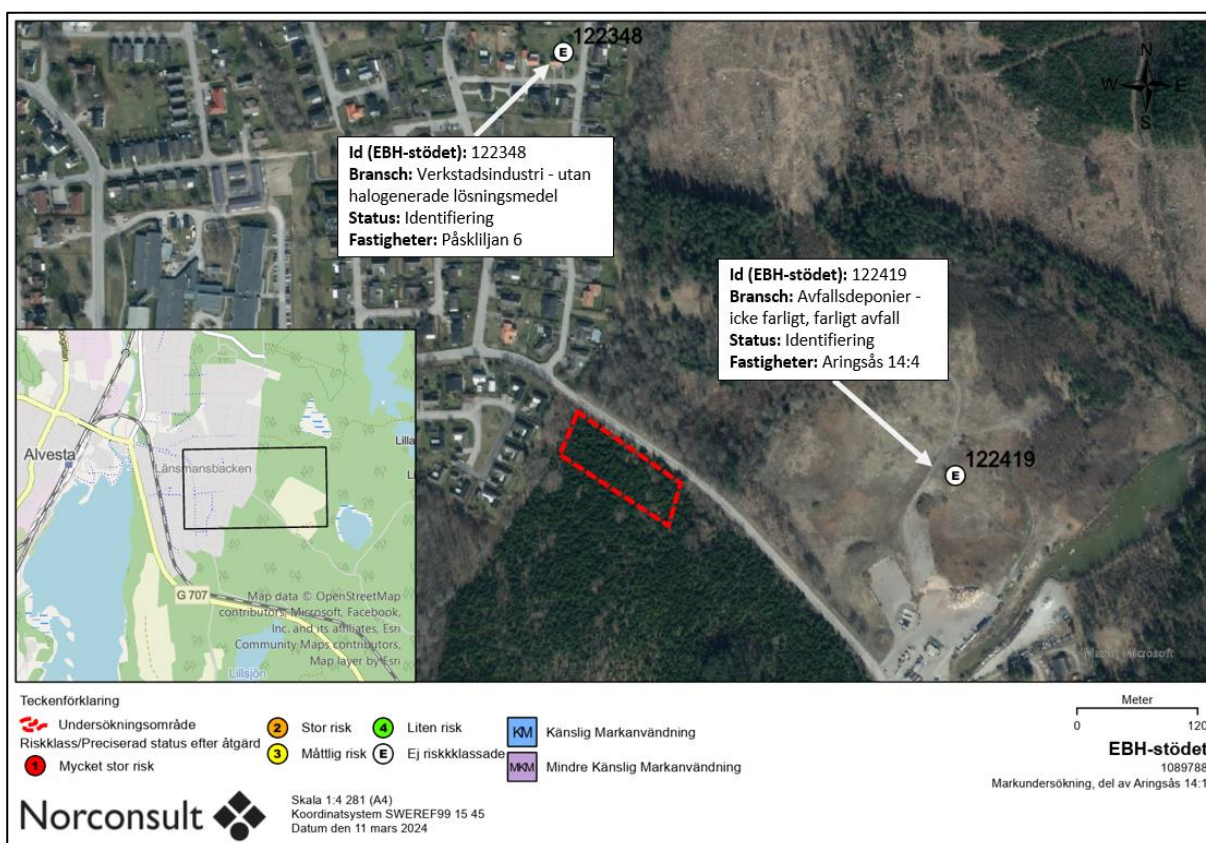 122348
N
W E
S
Id (EBH-stödet): 122348
Bransch: Verkstadsindustri - utan
halogenerade lösningsmedel
Status: Identifiering
Fastigheter: Påskliljan 6
Id (EBH-stödet): 122419
Bransch: Avfallsdeponier -
icke farligt, farligt avfall
Status: Identifiering
Fastigheter: Aringsås 14:4
E
E 122419
Alvesta
Länsmansbacken
Lilla
G 707
Lillsjön
Map data © OpenStreetMap
contributors, Microsoft, Facebook,
Inc. and its affiliates, Esri
Community Maps contributors,
Map layer by Esri
Microsoft
Teckenförklaring
Undersökningsområde
Riskklass/Preciserad status efter åtgärd
1 Mycket stor risk
2 Stor risk
3 Måttlig risk
4 Liten risk
E Ej riskkklassade
KM Känslig Markanvändning
MKM Mindre Känslig Markanvändning
Meter
0 120
EBH-stödet
1089788
Markundersökning, del av Aringsås 14:1
Norconsult
Skala 1:4 281 (A4)
Koordinatsystem SWEREF99 15 45
Datum den 11 mars 2024